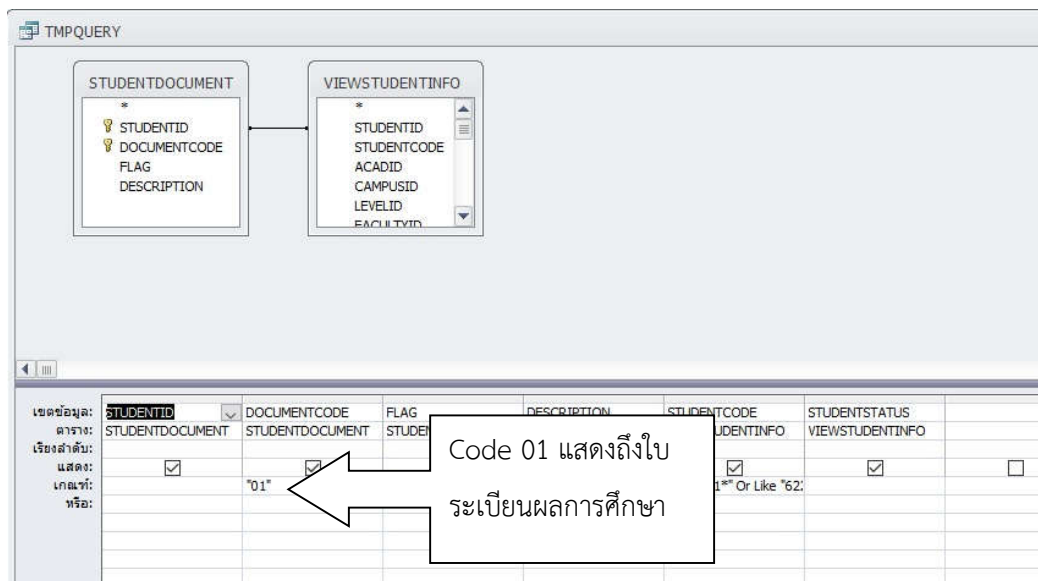 TMPQUERY
STUDENTDOCUMENT
*
STUDENTID
DOCUMENTCODE
FLAG
DESCRIPTION
VIEWSTUDENTINFO
*
STUDENTID
STUDENTCODE
ACADID
CAMPUSID
LEVELID
FACULTYID
เขตข้อมูล: STUDENTID DOCUMENTCODE FLAG DESCRIPTION STUDENTCODE STUDENTSTATUS
ตาราง: STUDENTDOCUMENT STUDENTDOCUMENT STUDEN UDENTINFO VIEWSTUDENTINFO
เรียงลำดับ:
แสดง:
เกณฑ์: "01" 1*" Or Like "62
หรือ:
Code 01 แสดงถึงใบ
ระเบียนผลการศึกษา